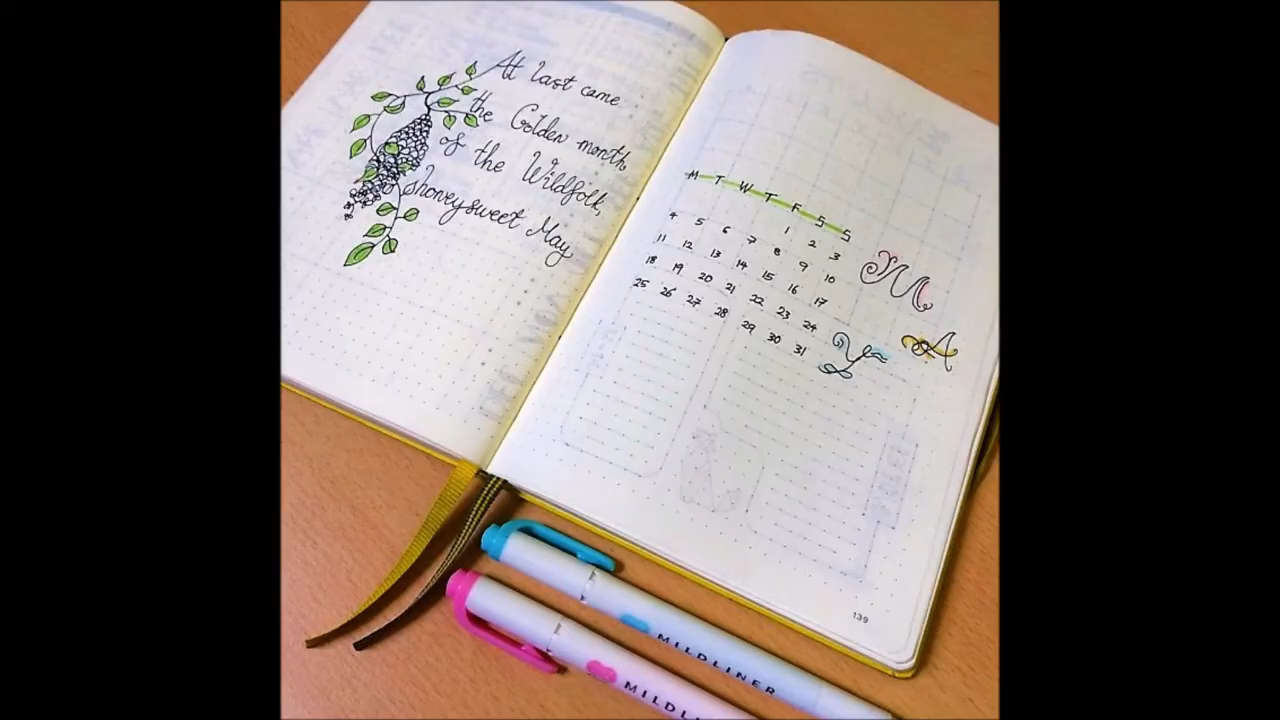 At last came
the Golden month
of the Wildfolk,
honeysweet May
M T W T F S S
1 2 3
4 5 6 7 8 9 10
11 12 13 14 15 16 17
18 19 20 21 22 23 24
25 26 27 28 29 30 31
M
A
Y
139
MILDLINER
MILDLI